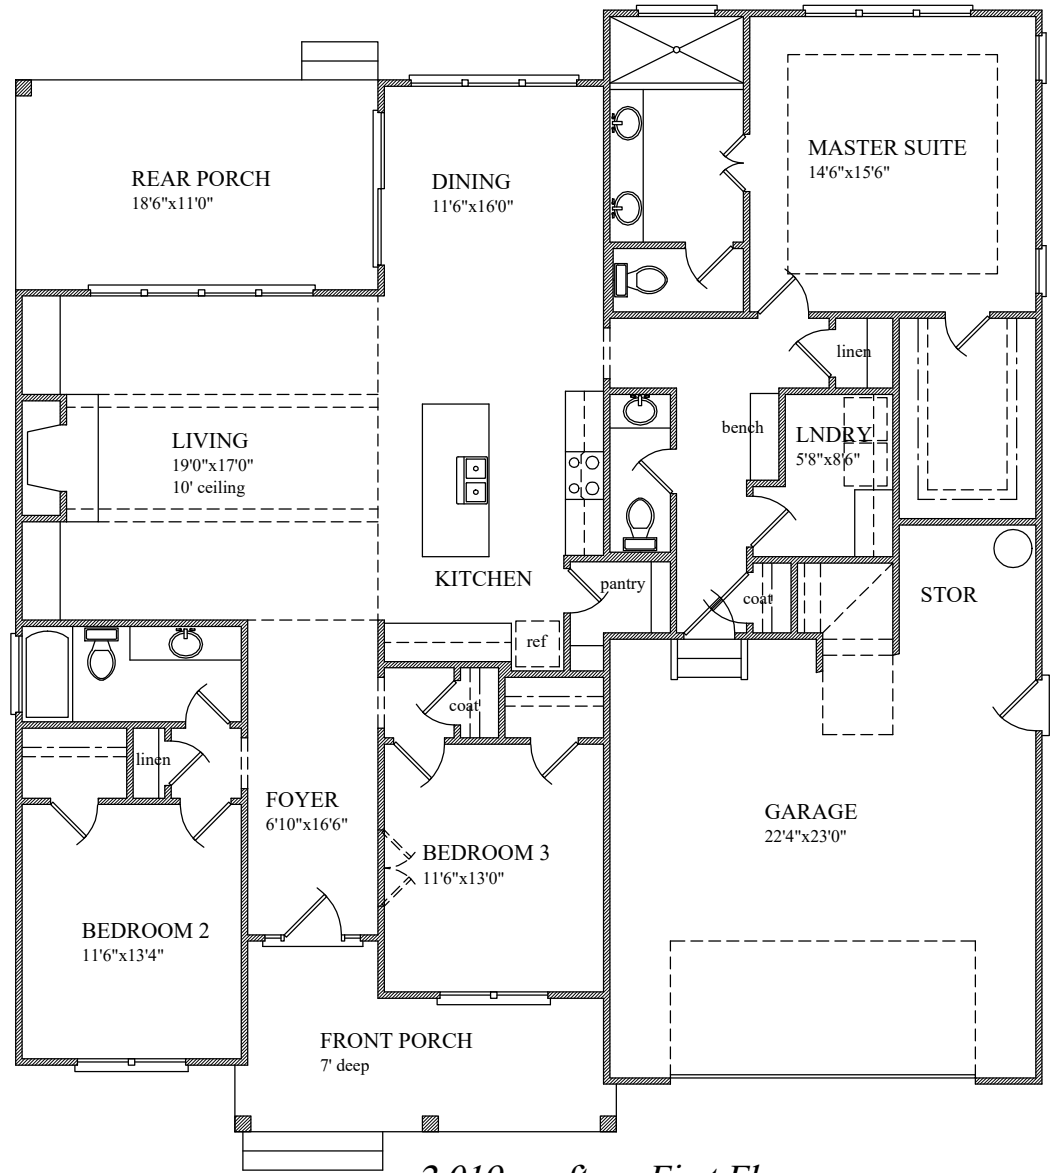 MASTER SUITE
14'6"x15'6"
REAR PORCH
18'6"x11'0"
DINING
11'6"x16'0"
linen
bench
LNDRY
5'8"x8'6"
LIVING
19'0"x17'0"
10' ceiling
KITCHEN
pantry
coat
STOR
ref
coat
linen
FOYER
6'10"x16'6"
GARAGE
22'4"x23'0"
BEDROOM 3
11'6"x13'0"
BEDROOM 2
11'6"x13'4"
FRONT PORCH
7' deep